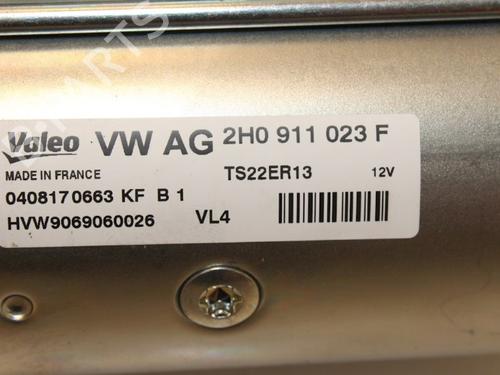 Valeo VW AG 2H0 911 023 F
MADE IN FRANCE TS22ER13 12V
0408170663 KF B 1
HVW9069060026 VL4